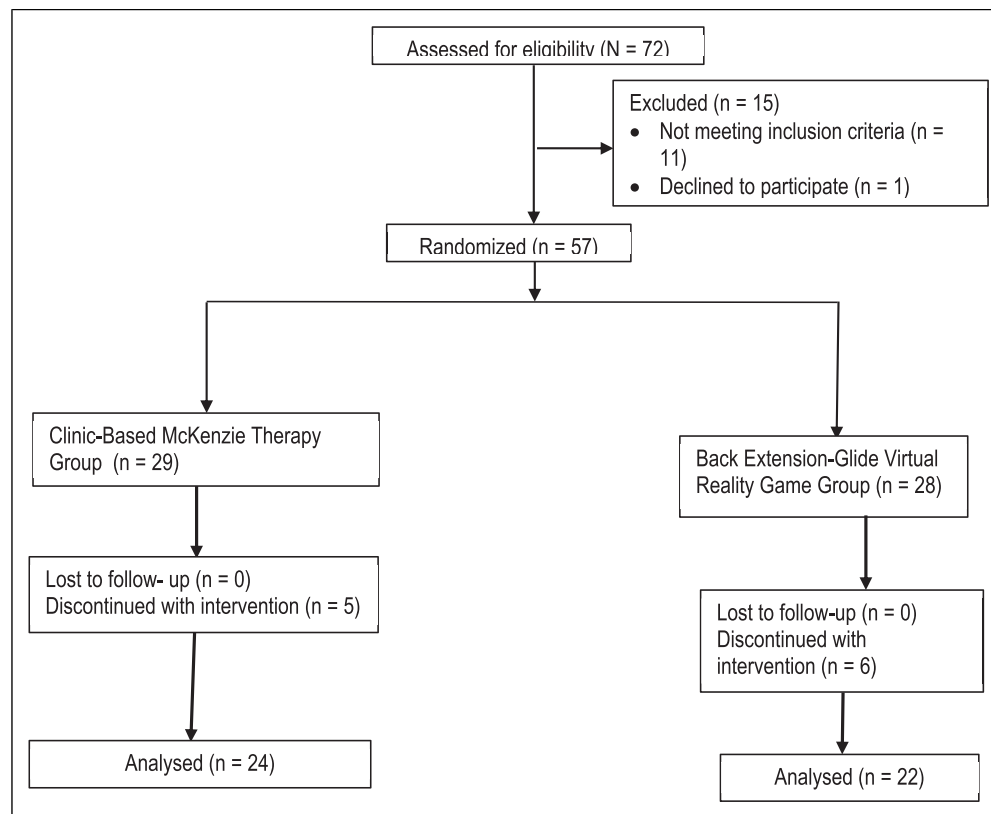 Assessed for eligibility (N = 72)
Excluded (n = 15)
● Not meeting inclusion criteria (n =
11)
● Declined to participate (n = 1)
Randomized (n = 57)
Clinic-Based McKenzie Therapy
Group (n = 29)
Back Extension-Glide Virtual
Reality Game Group (n = 28)
Lost to follow- up (n = 0)
Discontinued with intervention (n = 5)
Lost to follow-up (n = 0)
Discontinued with
intervention (n = 6)
Analysed (n = 24)
Analysed (n = 22)